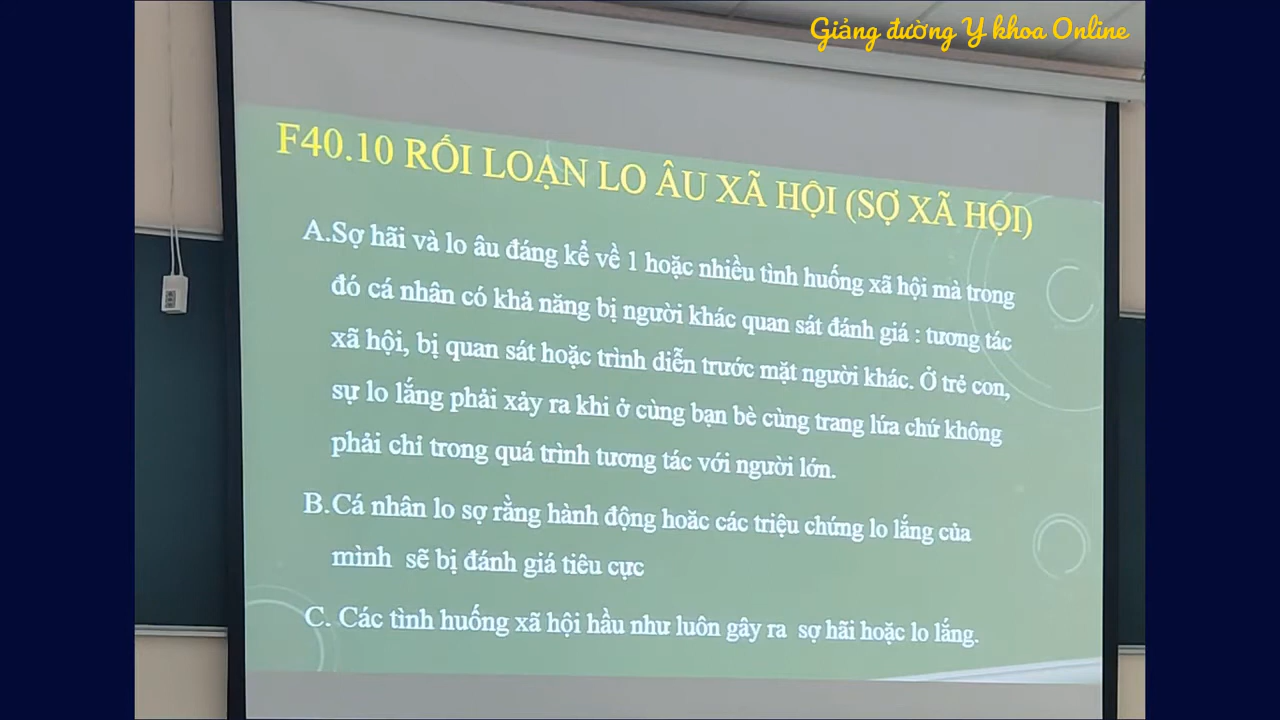 Giảng đường Y khoa Online
F40.10 RỐI LOẠN LO ÂU XÃ HỘI (SỢ XÃ HỘI)
A.Sợ hãi và lo âu đáng kể về 1 hoặc nhiều tình huống xã hội mà trong
đó cá nhân có khả năng bị người khác quan sát đánh giá : tương tác
xã hội, bị quan sát hoặc trình diễn trước mặt người khác. Ở trẻ con,
sự lo lắng phải xảy ra khi ở cùng bạn bè cùng trang lứa chứ không
phải chỉ trong quá trình tương tác với người lớn.
B.Cá nhân lo sợ rằng hành động hoăc các triệu chứng lo lắng của
mình sẽ bị đánh giá tiêu cực
C. Các tình huống xã hội hầu như luôn gây ra sợ hãi hoặc lo lắng.